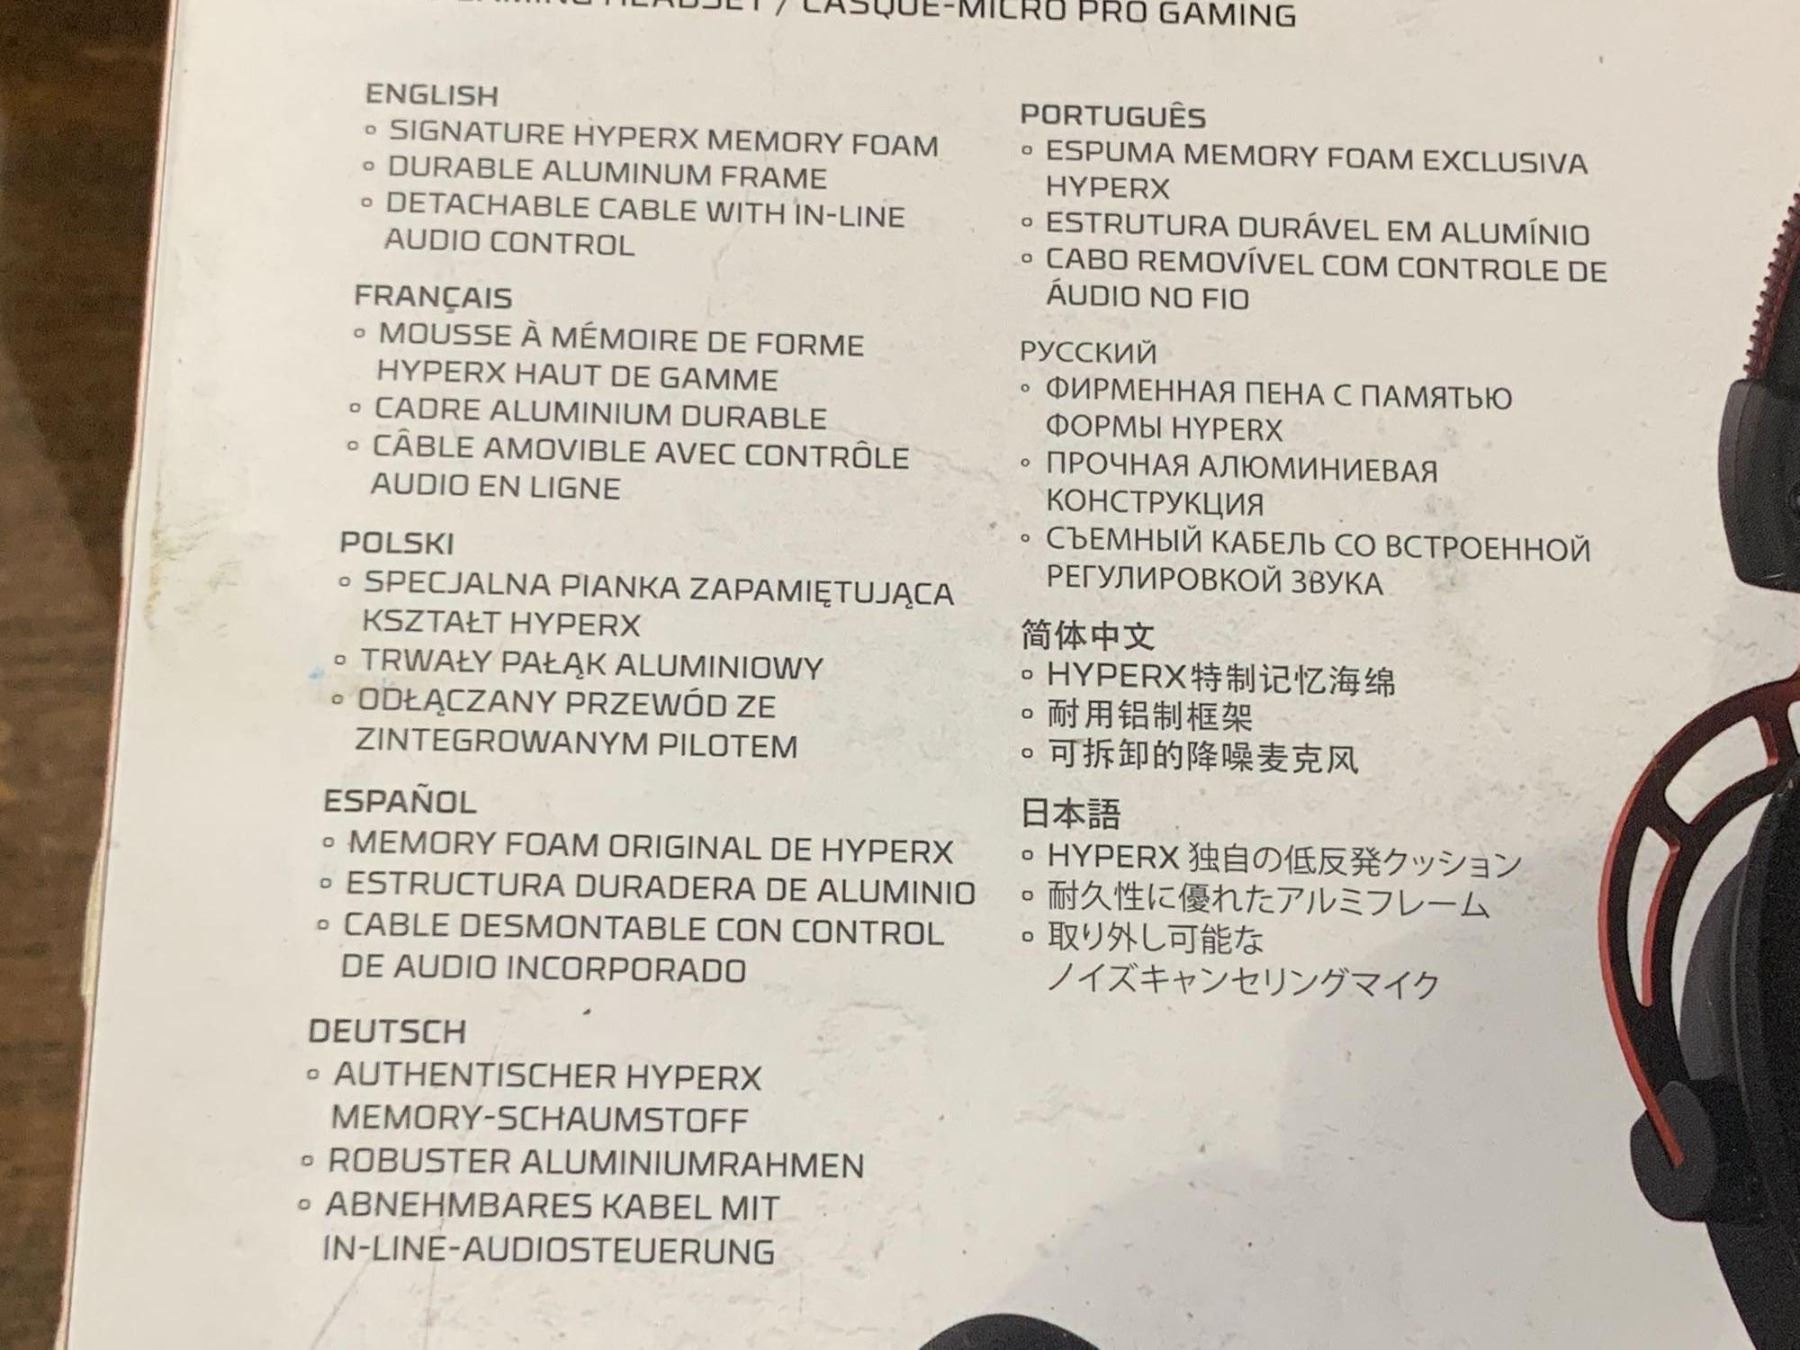 GAMING HEADSET / CASQUE-MICRO PRO GAMING
ENGLISH
◦ SIGNATURE HYPERX MEMORY FOAM
◦ DURABLE ALUMINUM FRAME
◦ DETACHABLE CABLE WITH IN-LINE
AUDIO CONTROL
FRANÇAIS
◦ MOUSSE À MÉMOIRE DE FORME
HYPERX HAUT DE GAMME
◦ CADRE ALUMINIUM DURABLE
◦ CÂBLE AMOVIBLE AVEC CONTRÔLE
AUDIO EN LIGNE
POLSKI
◦ SPECJALNA PIANKA ZAPAMIĘTUJĄCA
KSZTAŁT HYPERX
◦ TRWAŁY PAŁĄK ALUMINIOWY
◦ ODŁĄCZANY PRZEWÓD ZE
ZINTEGROWANYM PILOTEM
ESPAÑOL
◦ MEMORY FOAM ORIGINAL DE HYPERX
◦ ESTRUCTURA DURADERA DE ALUMINIO
◦ CABLE DESMONTABLE CON CONTROL
DE AUDIO INCORPORADO
DEUTSCH
◦ AUTHENTISCHER HYPERX
MEMORY-SCHAUMSTOFF
◦ ROBUSTER ALUMINIUMRAHMEN
◦ ABNEHMBARES KABEL MIT
IN-LINE-AUDIOSTEUERUNG
PORTUGUÊS
◦ ESPUMA MEMORY FOAM EXCLUSIVA
HYPERX
◦ ESTRUTURA DURÁVEL EM ALUMÍNIO
◦ CABO REMOVÍVEL COM CONTROLE DE
ÁUDIO NO FIO
РУССКИЙ
◦ ФИРМЕННАЯ ПЕНА С ПАМЯТЬЮ
ФОРМЫ HYPERX
◦ ПРОЧНАЯ АЛЮМИНИЕВАЯ
КОНСТРУКЦИЯ
◦ СЪЕМНЫЙ КАБЕЛЬ СО ВСТРОЕННОЙ
РЕГУЛИРОВКОЙ ЗВУКА
简体中文
◦ HYPERX特制记忆海绵
◦ 耐用铝制框架
◦ 可拆卸的降噪麦克风
日本語
◦ HYPERX 独自の低反発クッション
◦ 耐久性に優れたアルミフレーム
◦ 取り外し可能な
ノイズキャンセリングマイク